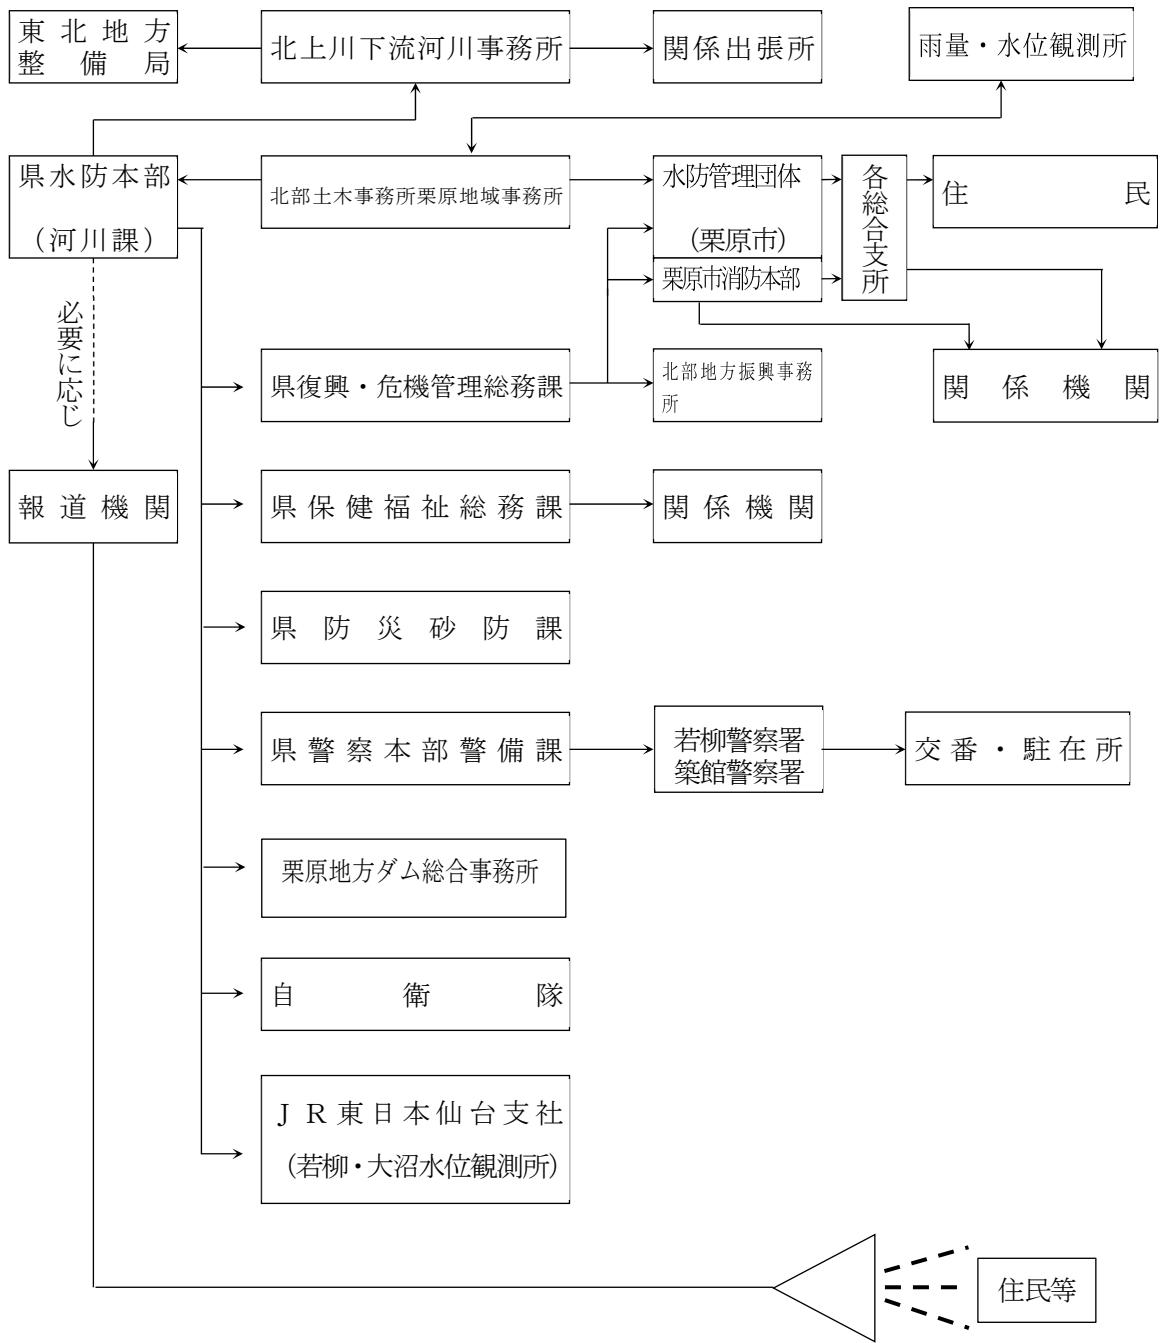 東北地方
整備局
北上川下流河川事務所
関係出張所
雨量・水位観測所
県水防本部
（河川課）
北部土木事務所栗原地域事務所
水防管理団体
（栗原市）
栗原市消防本部
各総合支所
住民
必要に応じ
県復興・危機管理総務課
北部地方振興事務
所
関係機関
報道機関
県保健福祉総務課
関係機関
県防災砂防課
県警察本部警備課
若柳警察署
築館警察署
交番・駐在所
栗原地方ダム総合事務所
自衛隊
ＪＲ東日本仙台支社
（若柳・大沼水位観測所）
住民等